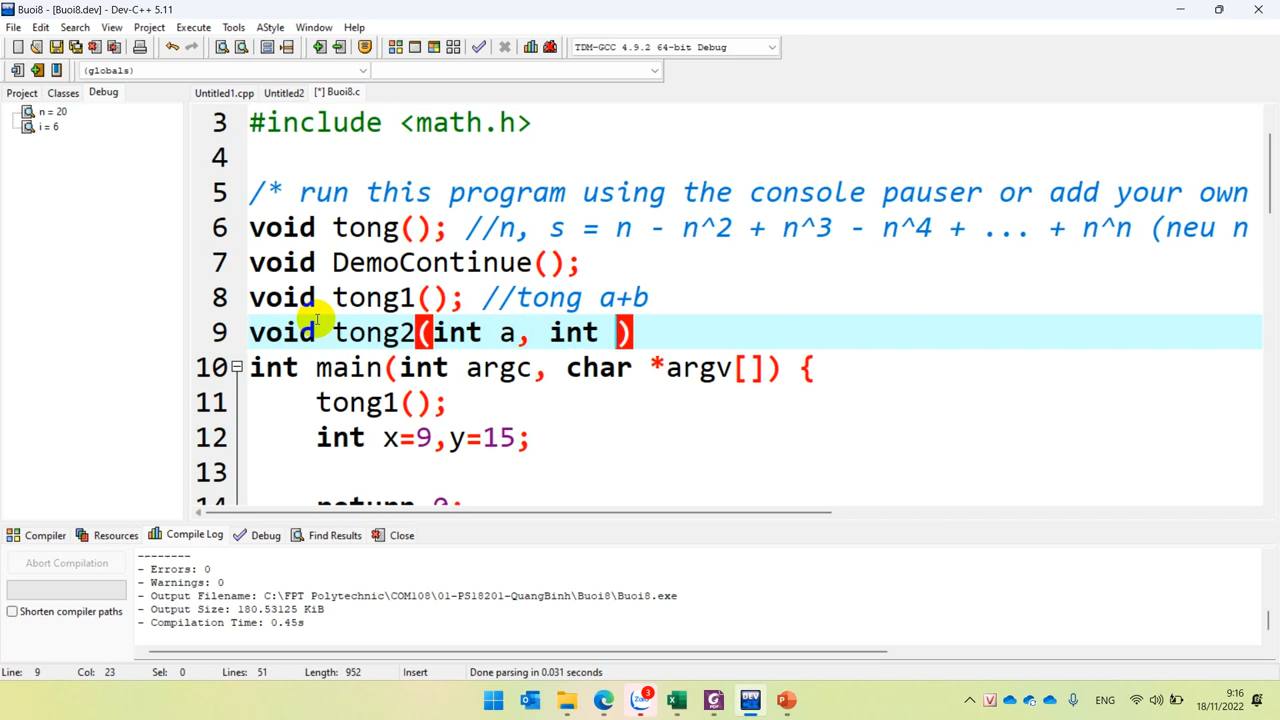 Buoi8 - [Buoi8.dev] - Dev-C++ 5.11
File Edit Search View Project Execute Tools AStyle Window Help
TDM-GCC 4.9.2 64-bit Debug
(globals)
Project Classes Debug
Untitled1.cpp Untitled2 [*] Buoi8.c
n = 20
i = 6
3 #include <math.h>
4
5 /* run this program using the console pauser or add your own
6 void tong(); //n, s = n - n^2 + n^3 - n^4 + ... + n^n (neu n
7 void DemoContinue();
8 void tong1(); //tong a+b
9 void tong2(int a, int )
10 int main(int argc, char *argv[]) {
11 tong1();
12 int x=9,y=15;
13
14 return 0;
Compiler Resources Compile Log Debug Find Results Close
Abort Compilation
Shorten compiler paths
--------
- Errors: 0
- Warnings: 0
- Output Filename: C:\FPT Polytechnic\COM108\01-PS18201-QuangBinh\Buoi8\Buoi8.exe
- Output Size: 180.53125 KiB
- Compilation Time: 0.45s
Line: 9 Col: 23 Sel: 0 Lines: 51 Length: 952 Insert Done parsing in 0.031 seconds
Zalo 3 DEV
ENG
9:16
18/11/2022